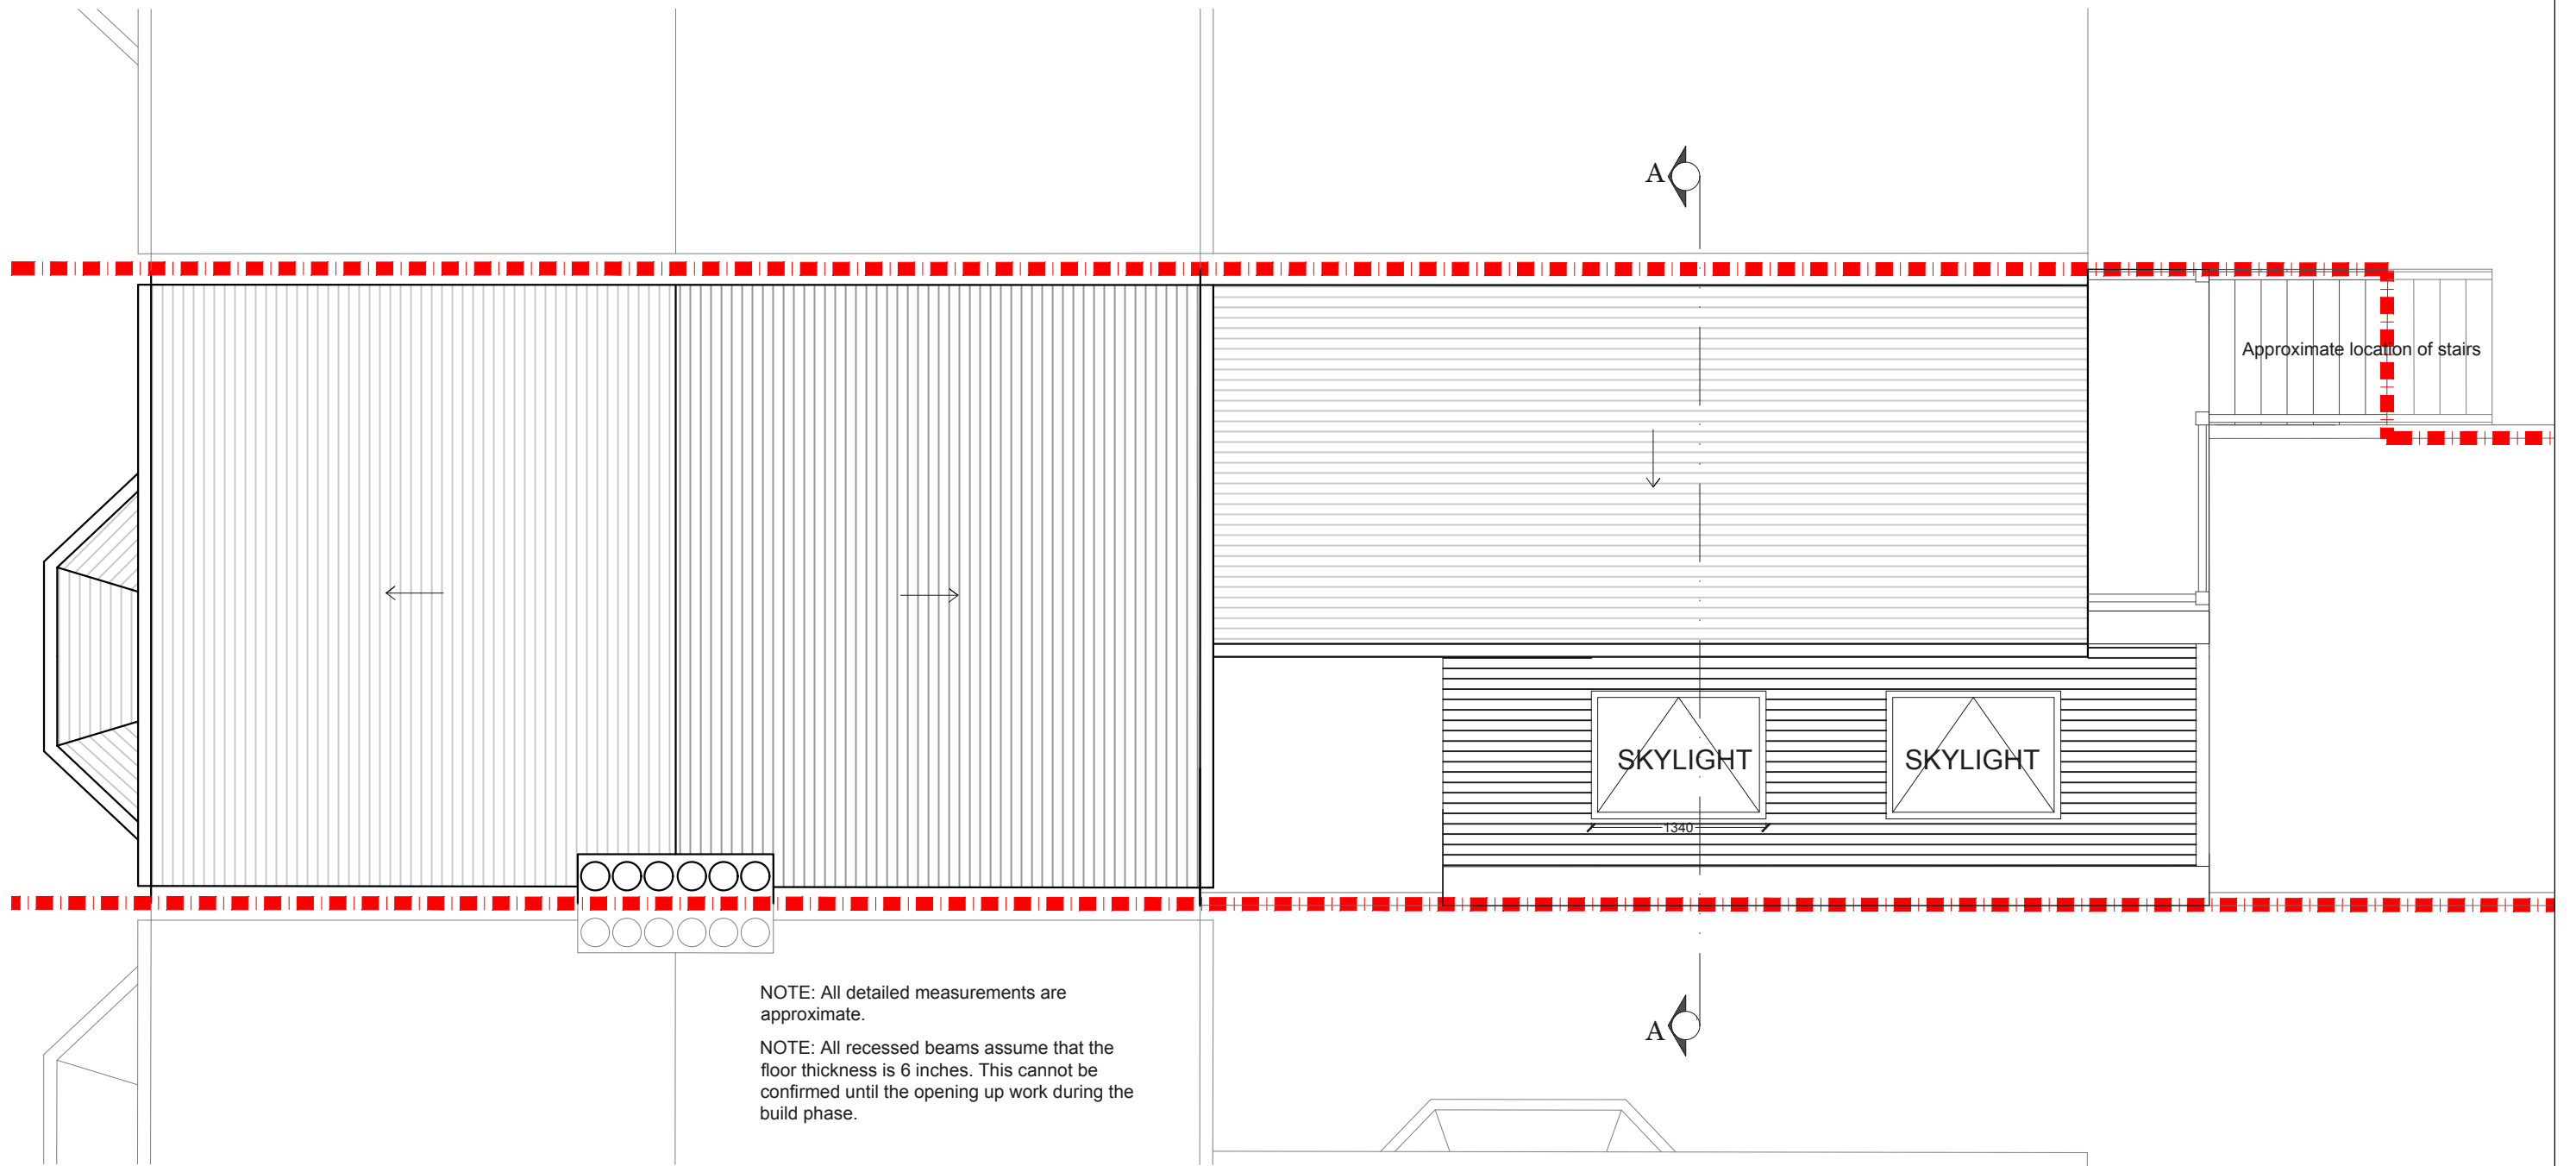 A
Approximate location of stairs
SKYLIGHT
SKYLIGHT
1340
NOTE: All detailed measurements are
approximate.
NOTE: All recessed beams assume that the
floor thickness is 6 inches. This cannot be
confirmed until the opening up work during the
build phase.
A